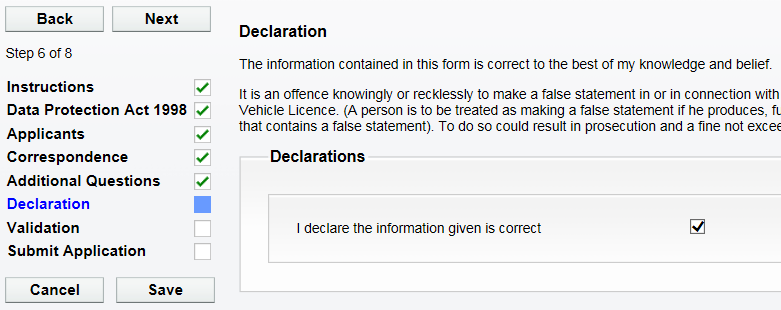 Back
Next
Step 6 of 8
Instructions
Data Protection Act 1998
Applicants
Correspondence
Additional Questions
Declaration
Validation
Submit Application
Cancel
Save
Declaration
The information contained in this form is correct to the best of my knowledge and belief.
It is an offence knowingly or recklessly to make a false statement in or in connection with
Vehicle Licence. (A person is to be treated as making a false statement if he produces,
that contains a false statement). To do so could result in prosecution and a fine not
Declarations
I declare the information given is correct